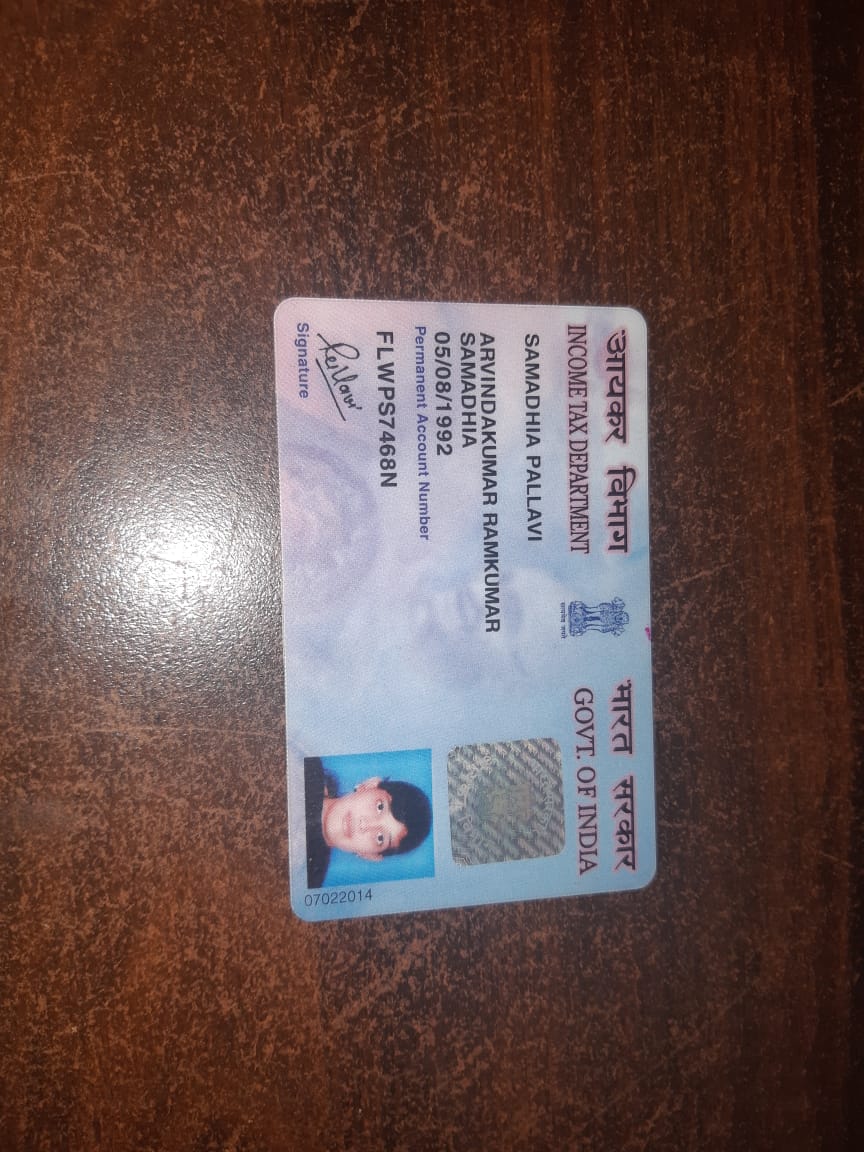 आयकर विभाग
INCOME TAX DEPARTMENT
सत्यमेव जयते
भारत सरकार
GOVT. OF INDIA
SAMADHIA PALLAVI
ARVINDAKUMAR RAMKUMAR
SAMADHIA
05/08/1992
Permanent Account Number
FLWPS7468N
Pallavi
Signature
07022014